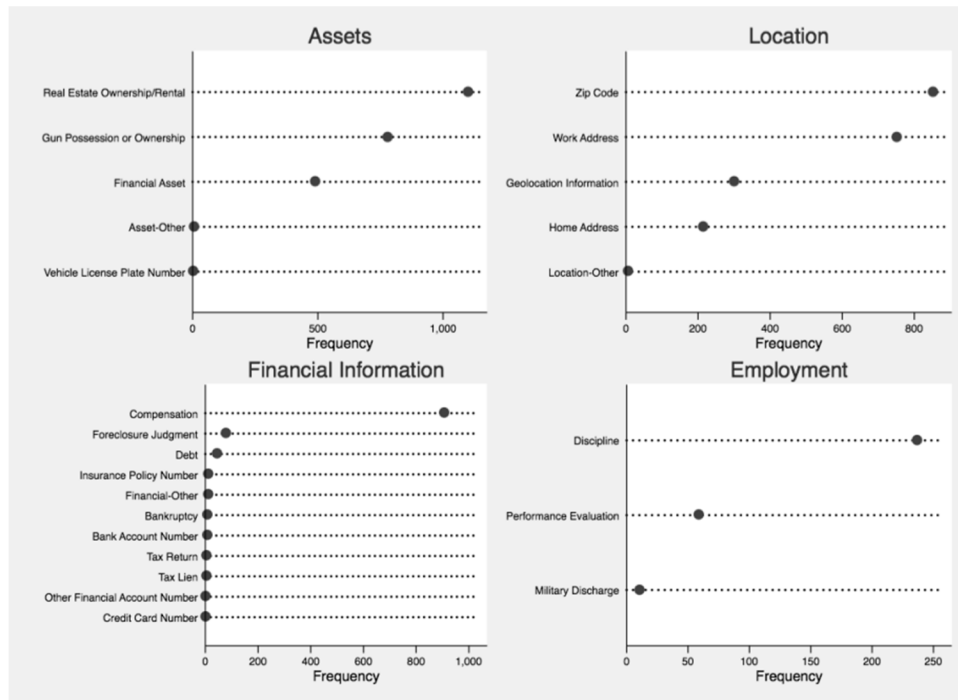 Assets
Real Estate Ownership/Rental
Gun Possession or Ownership
Financial Asset
Asset-Other
Vehicle License Plate Number
0 500 1,000
Frequency
Location
Zip Code
Work Address
Geolocation Information
Home Address
Location-Other
0 200 400 600 800
Frequency
Financial Information
Compensation
Foreclosure Judgment
Debt
Insurance Policy Number
Financial-Other
Bankruptcy
Bank Account Number
Tax Return
Tax Lien
Other Financial Account Number
Credit Card Number
0 200 400 600 800 1,000
Frequency
Employment
Discipline
Performance Evaluation
Military Discharge
0 50 100 150 200 250
Frequency